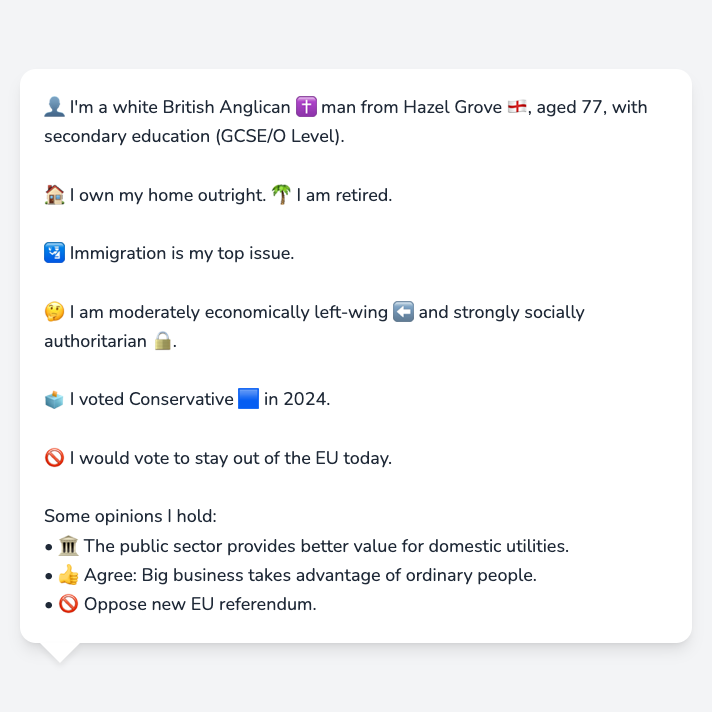 👤 I'm a white British Anglican ✝️ man from Hazel Grove 🏴󠁧󠁢󠁥󠁮󠁧󠁿, aged 77, with
secondary education (GCSE/O Level).
🏠 I own my home outright. 🌴 I am retired.
🛂 Immigration is my top issue.
🤔 I am moderately economically left-wing ⬅️ and strongly socially
authoritarian 🔒.
🗳️ I voted Conservative 🟦 in 2024.
🚫 I would vote to stay out of the EU today.
Some opinions I hold:
• 🏛️ The public sector provides better value for domestic utilities.
• 👍 Agree: Big business takes advantage of ordinary people.
• 🚫 Oppose new EU referendum.